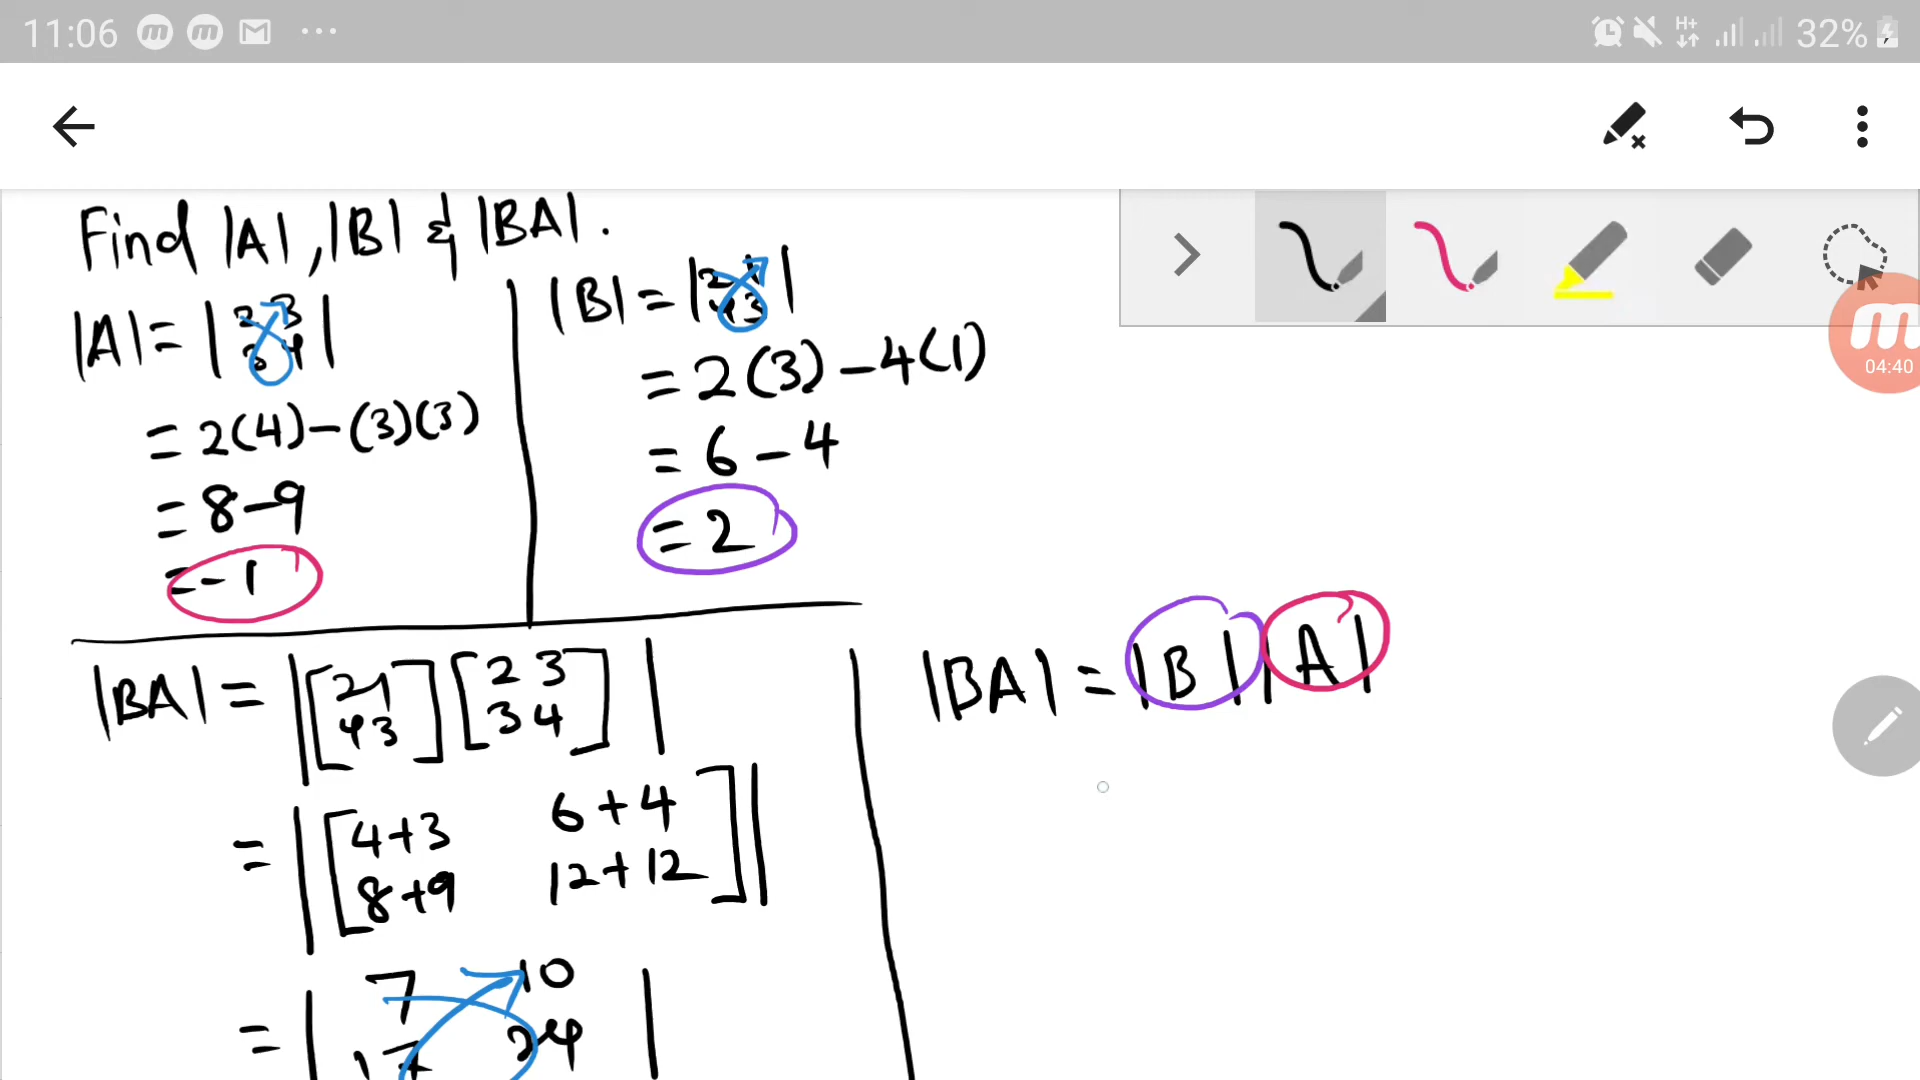 11:06 m m M ... H+ 32%
Find |A|, |B| & |BA|.
|A| = | 2 3
3 4 |
= 2(4)-(3)(3)
= 8-9
= -1
|B| = | 2 1
4 3 |
= 2(3)-4(1)
= 6-4
= 2
|BA| = | [ 2 1
4 3 ] [ 2 3
3 4 ] |
= | [ 4+3 6+4
8+9 12+12 ] |
= | 7 10
17 24 |
|BA| = |B| |A|
m
04:40